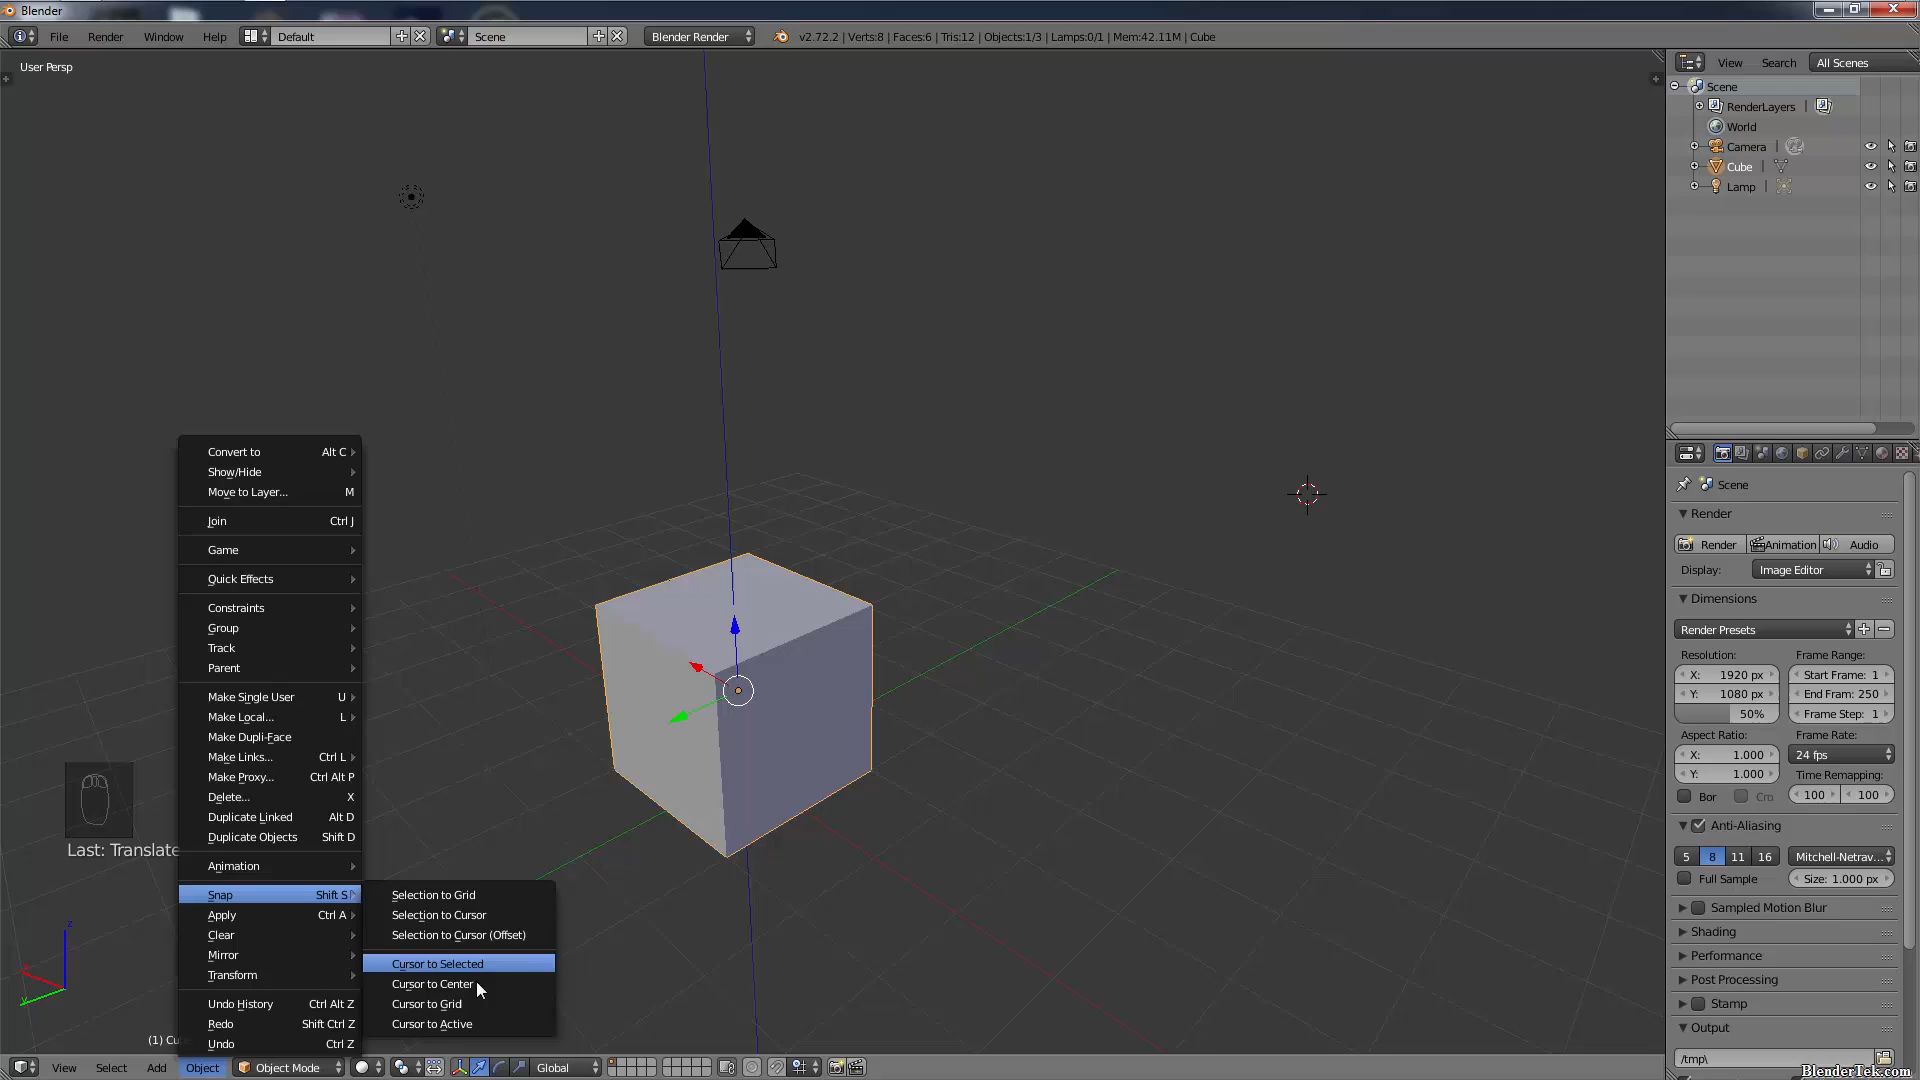 Blender
File Render Window Help Default Scene Blender Render v2.72.2 | Verts:8 | Faces:6 | Tris:12 | Objects:1/3 | Lamps:0/1 | Mem:42.11M | Cube
User Persp
View Search All Scenes
Scene
RenderLayers |
World
Camera |
Cube |
Lamp |
Convert to Alt C
Show/Hide
Move to Layer... M
Join Ctrl J
Game
Quick Effects
Constraints
Group
Track
Parent
Make Single User U
Make Local... L
Make Dupli-Face
Make Links... Ctrl L
Make Proxy... Ctrl Alt P
Delete... X
Duplicate Linked Alt D
Duplicate Objects Shift D
Animation
Snap Shift S
Apply Ctrl A
Clear
Mirror
Transform
Undo History Ctrl Alt Z
Redo Shift Ctrl Z
Undo Ctrl Z
Selection to Grid
Selection to Cursor
Selection to Cursor (Offset)
Cursor to Selected
Cursor to Center
Cursor to Grid
Cursor to Active
Last: Translate
z
x
y
(1) Cu
View Select Add Object Object Mode Global
Scene
Render
Render Animation Audio
Display: Image Editor
Dimensions
Render Presets
Resolution: Frame Range:
X: 1920 px Start Frame: 1
Y: 1080 px End Fram: 250
50% Frame Step: 1
Aspect Ratio: Frame Rate:
X: 1.000 24 fps
Y: 1.000 Time Remapping:
Bor Cro 100 100
Anti-Aliasing
5 8 11 16 Mitchell-Netrav...
Full Sample Size: 1.000 px
Sampled Motion Blur
Shading
Performance
Post Processing
Stamp
Output
/tmp\
BlenderTek.com